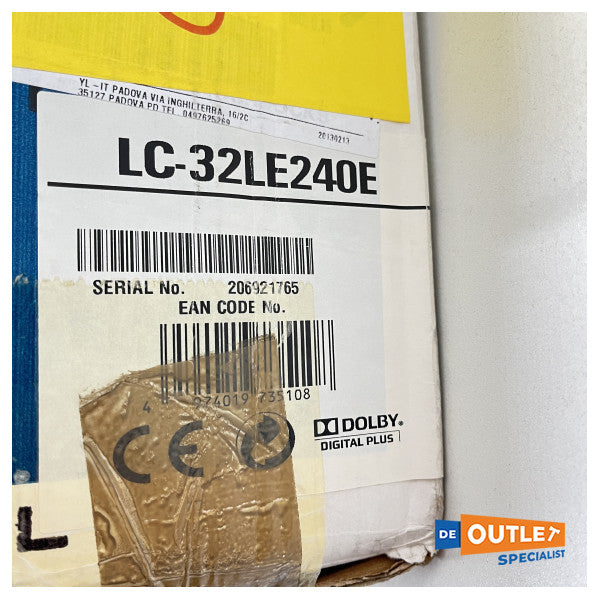 YL -IT PADOVA VIA INGHILTERRA, 16/2C
35127 PADOVA PD TEL. 0497625269
20130213
LC-32LE240E
SERIAL No. 206921765
EAN CODE No.
4 974019 735108
CE
DOLBY®
DIGITAL PLUS
L
DE OUTLET
SPECIALIST